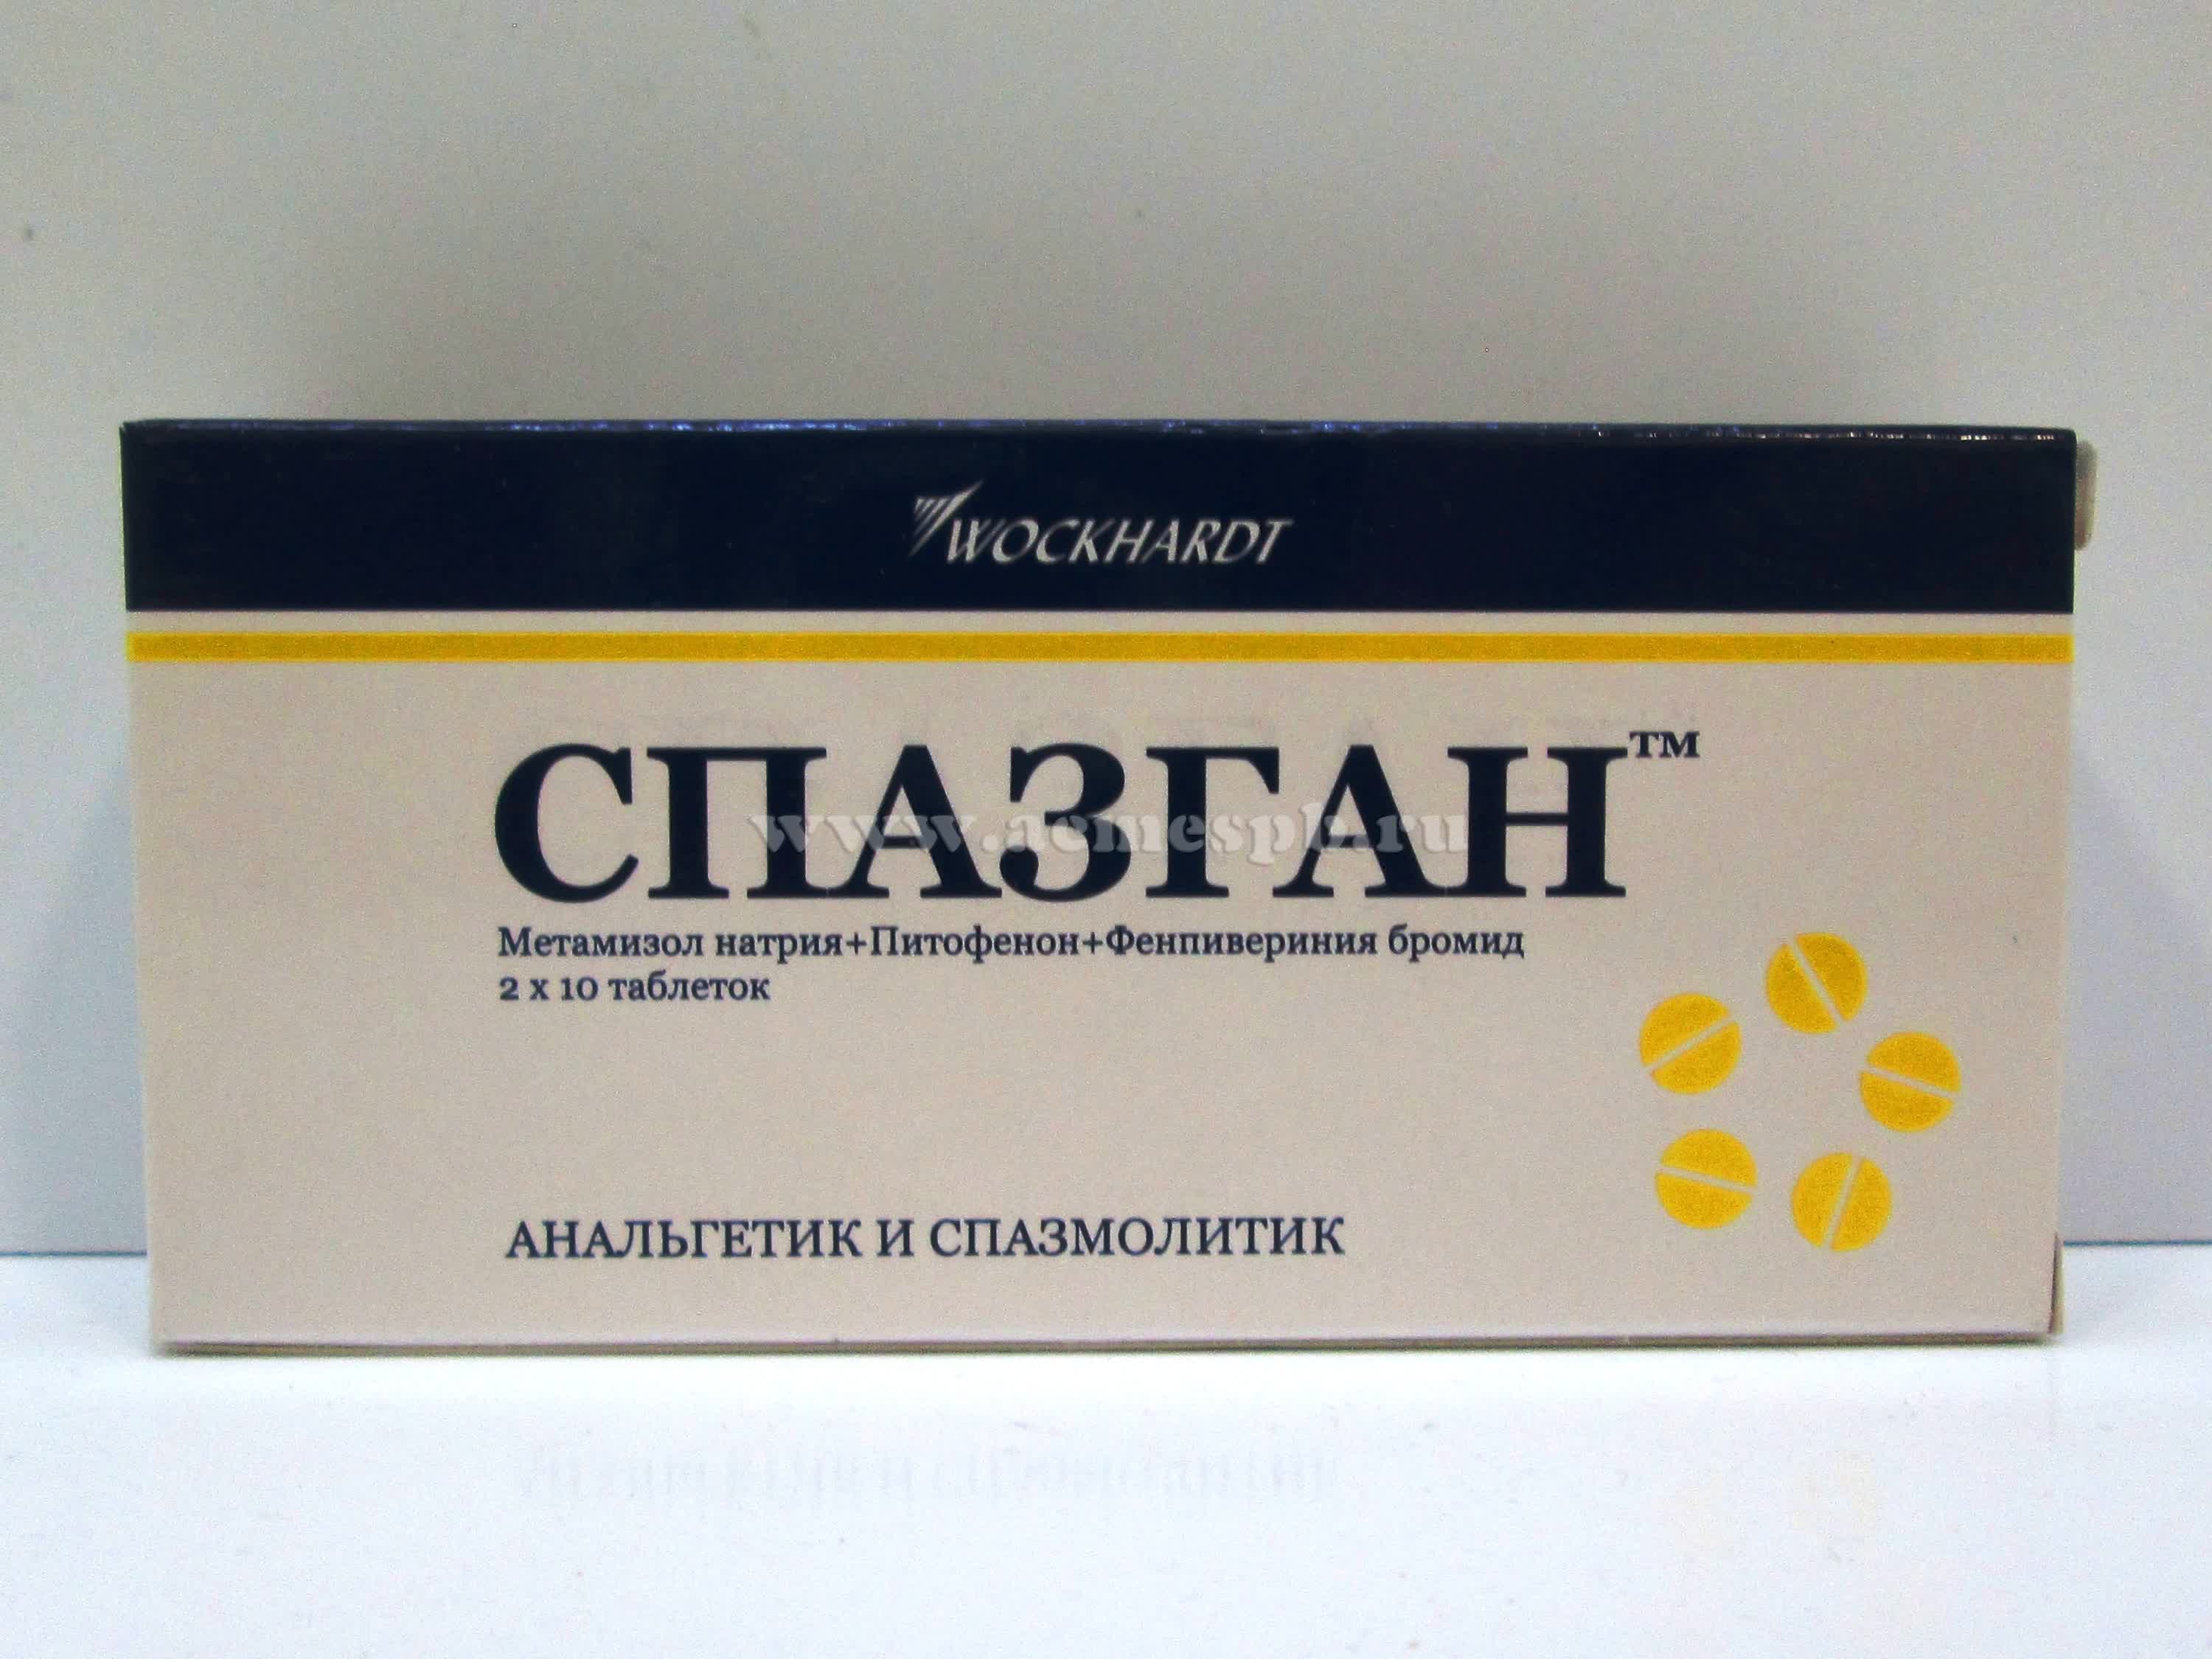 WOCKHARDT
СПАЗГАН™
www.acmespb.ru
Метамизол натрия+Питофенон+Фенпивериния бромид
2 х 10 таблеток
АНАЛЬГЕТИК И СПАЗМОЛИТИК